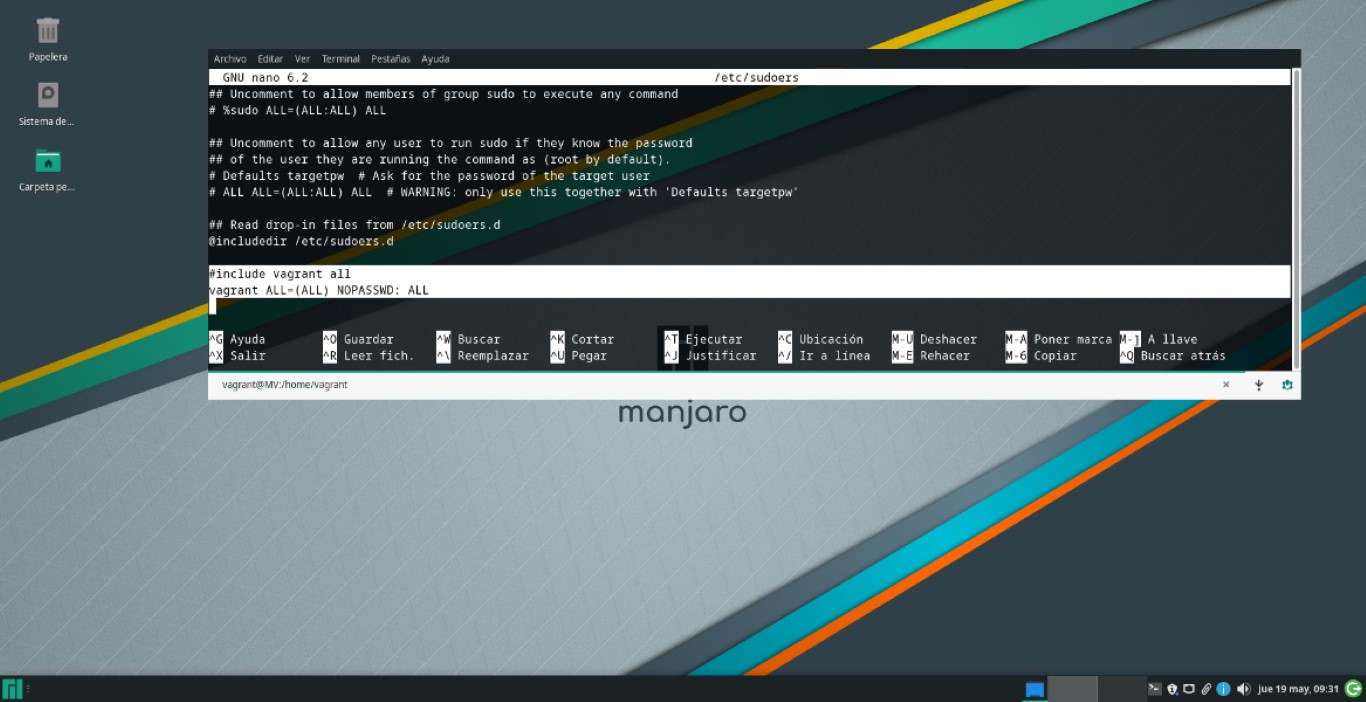 Papelera
Sistema de...
Carpeta pe...
Archivo Editar Ver Terminal Pestañas Ayuda
GNU nano 6.2 /etc/sudoers
## Uncomment to allow members of group sudo to execute any command
# %sudo ALL=(ALL:ALL) ALL
## Uncomment to allow any user to run sudo if they know the password
## of the user they are running the command as (root by default).
# Defaults targetpw # Ask for the password of the target user
# ALL ALL=(ALL:ALL) ALL # WARNING: only use this together with 'Defaults targetpw'
## Read drop-in files from /etc/sudoers.d
@includedir /etc/sudoers.d
#include vagrant all
vagrant ALL=(ALL) NOPASSWD: ALL
^G Ayuda ^O Guardar ^W Buscar ^K Cortar ^T Ejecutar ^C Ubicación M-U Deshacer M-A Poner marca M-] A llave
^X Salir ^R Leer fich. ^\ Reemplazar ^U Pegar ^J Justificar ^/ Ir a línea M-E Rehacer M-6 Copiar ^Q Buscar atrás
vagrant@MV:/home/vagrant
manjaro
jue 19 may, 09:31